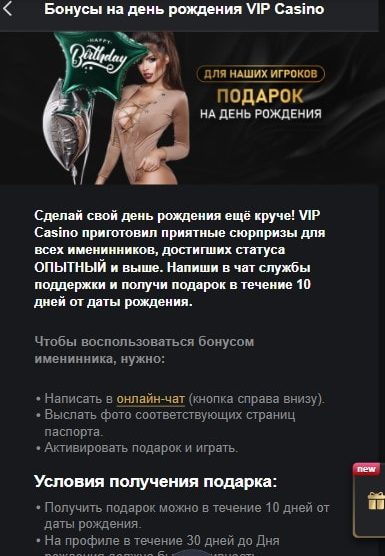 Бонусы на день рождения VIP Casino
HAPPY
Birthday
ДЛЯ НАШИХ ИГРОКОВ
ПОДАРОК
НА ДЕНЬ РОЖДЕНИЯ
Сделай свой день рождения ещё круче! VIP
Casino приготовил приятные сюрпризы для
всех именинников, достигших статуса
ОПЫТНЫЙ и выше. Напиши в чат службы
поддержки и получи подарок в течение 10
дней от даты рождения.
Чтобы воспользоваться бонусом
именинника, нужно:
• Написать в онлайн-чат (кнопка справа внизу).
• Выслать фото соответствующих страниц
паспорта.
• Активировать подарок и играть.
Условия получения подарка:
• Получить подарок можно в течение 10 дней от
даты рождения.
• На профиле в течение 30 дней до Дня
new